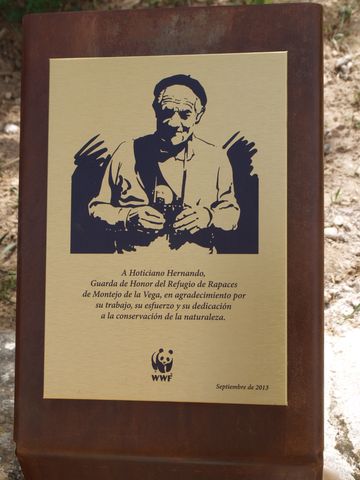 A Hoticiano Hernando,
Guarda de Honor del Refugio de Rapaces
de Montejo de la Vega, en agradecimiento por
su trabajo, su esfuerzo y su dedicación
a la conservación de la naturaleza.
WWF
Septiembre de 2013